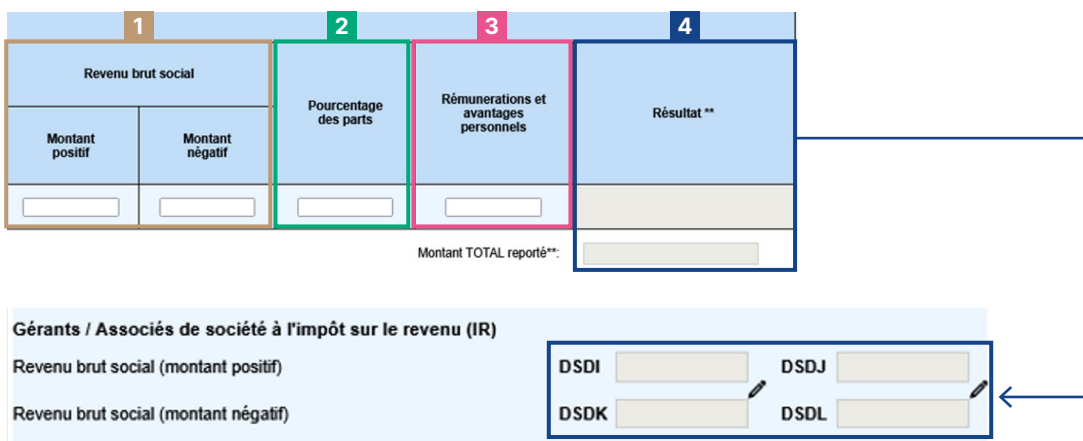 1
2
3
4
Revenu brut social
Pourcentage
des parts
Rémunerations et
avantages
personnels
Résultat **
Montant
positif
Montant
négatif
Montant TOTAL reporté**:
Gérants / Associés de société à l'impôt sur le revenu (IR)
Revenu brut social (montant positif) DSDI DSDJ
Revenu brut social (montant négatif) DSDK DSDL